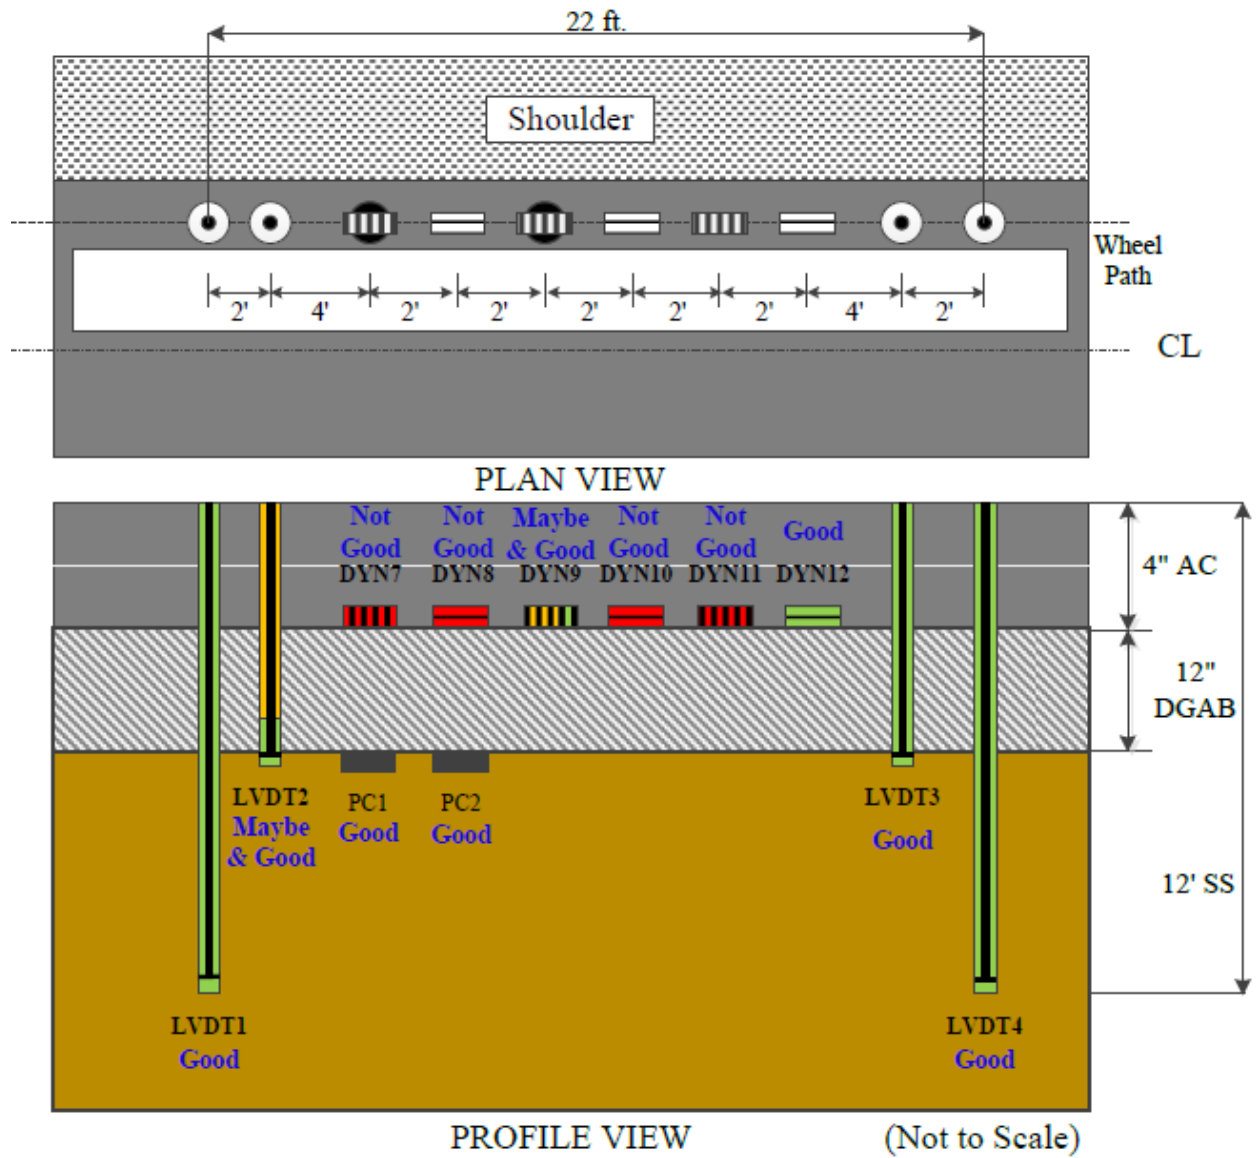 22 ft.
Shoulder
Wheel
Path
2' 4' 2' 2' 2' 2' 2' 4' 2'
CL
PLAN VIEW
Not Good
Not Good
Maybe & Good
Not Good
Not Good
Good
DYN7 DYN8 DYN9 DYN10 DYN11 DYN12
4" AC
12"
DGAB
LVDT2
Maybe
& Good
PC1
Good
PC2
Good
LVDT3
Good
12' SS
LVDT1
Good
LVDT4
Good
PROFILE VIEW
(Not to Scale)